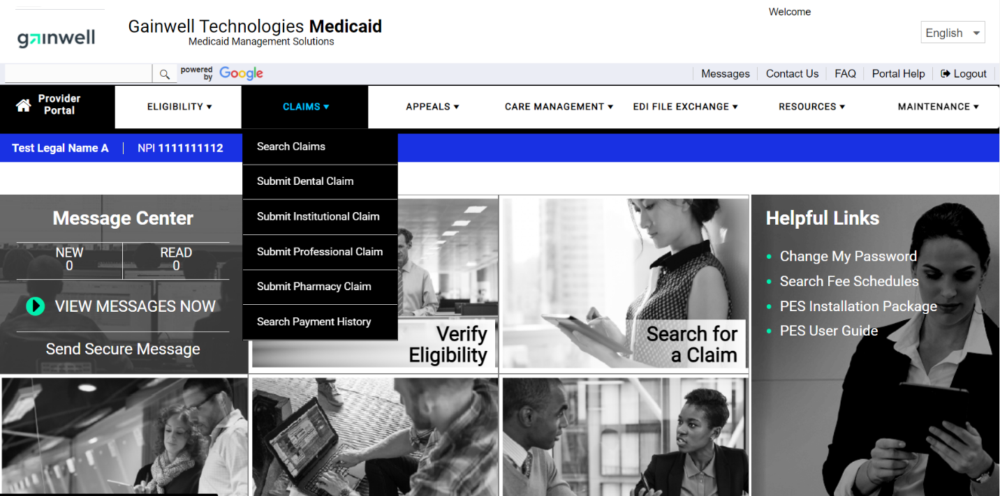 gainwell
Gainwell Technologies Medicaid
Medicaid Management Solutions
Welcome
English
powered
by
Google
Messages
Contact Us
FAQ
Portal Help
Logout
Provider
Portal
ELIGIBILITY
CLAIMS
APPEALS
CARE MANAGEMENT
EDI FILE EXCHANGE
RESOURCES
MAINTENANCE
Test Legal Name A
NPI 1111111112
Search Claims
Submit Dental Claim
Submit Institutional Claim
Submit Professional Claim
Submit Pharmacy Claim
Search Payment History
Message Center
NEW
0
READ
0
VIEW MESSAGES NOW
Send Secure Message
Verify
Eligibility
Search for
a Claim
Helpful Links
Change My Password
Search Fee Schedules
PES Installation Package
PES User Guide